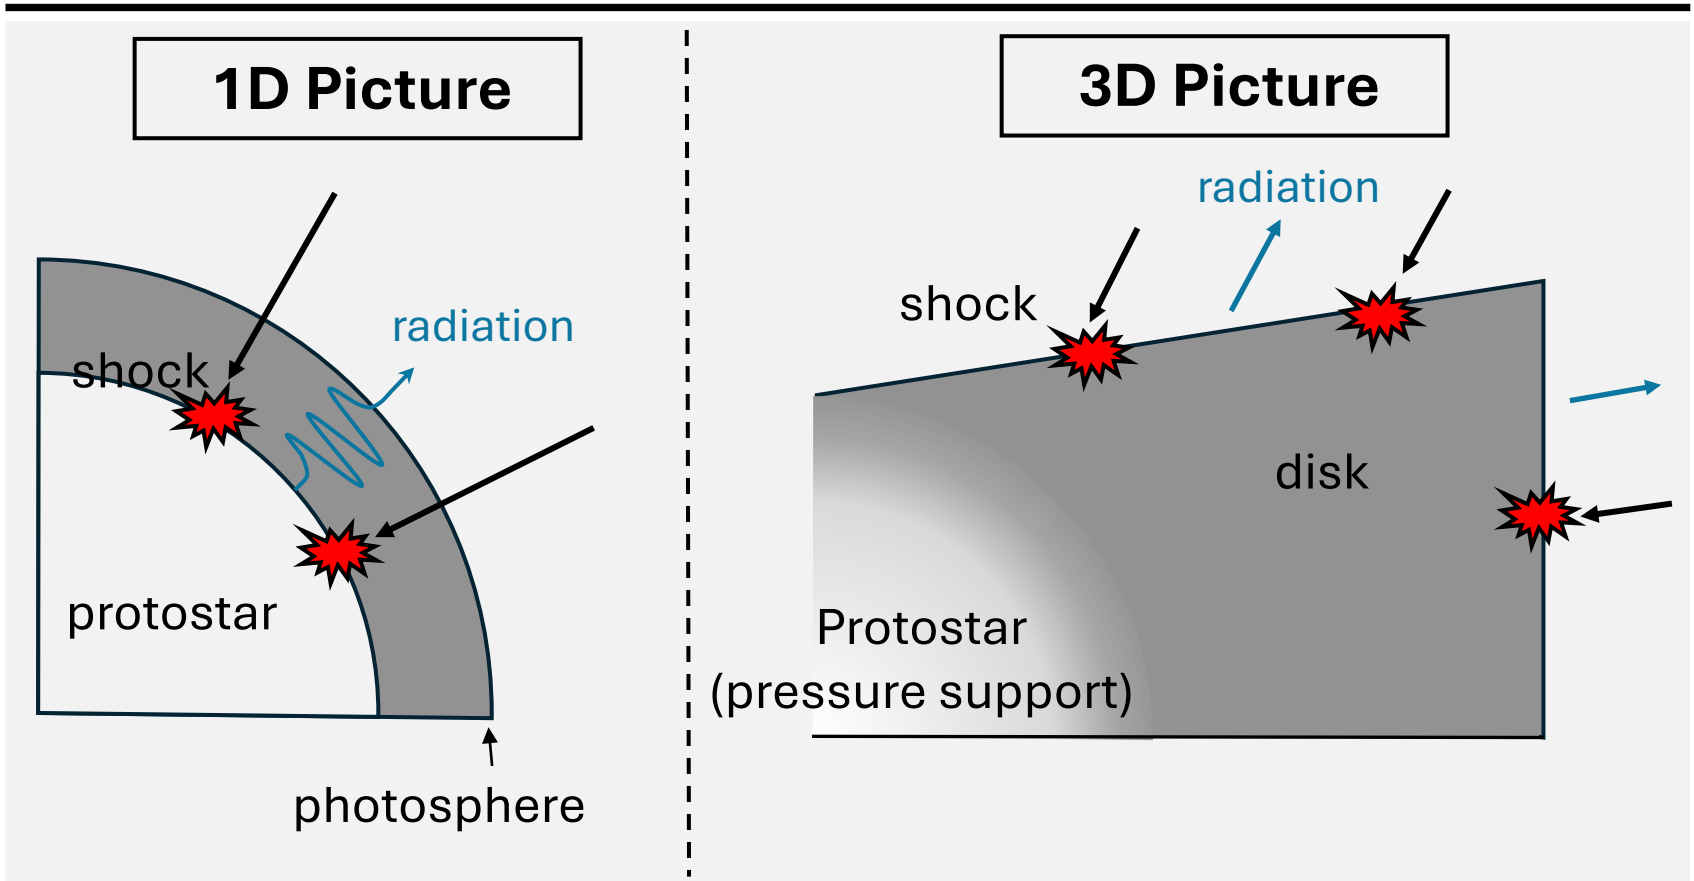 1D Picture
radiation
shock
protostar
photosphere
3D Picture
radiation
shock
disk
Protostar
(pressure support)